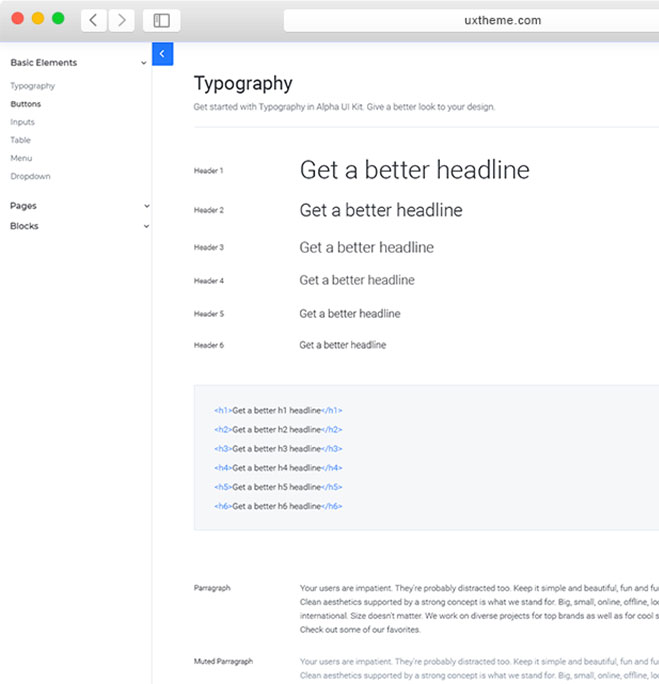 uxtheme.com
Basic Elements
Typography
Buttons
Inputs
Table
Menu
Dropdown
Pages
Blocks
Typography
Get started with Typography in Alpha UI Kit. Give a better look to your design.
Header 1 Get a better headline
Header 2 Get a better headline
Header 3 Get a better headline
Header 4 Get a better headline
Header 5 Get a better headline
Header 6 Get a better headline
<h1>Get a better h1 headline</h1>
<h2>Get a better h2 headline</h2>
<h3>Get a better h3 headline</h3>
<h4>Get a better h4 headline</h4>
<h5>Get a better h5 headline</h5>
<h6>Get a better h6 headline</h6>
Parragraph Your users are impatient. They're probably distracted too. Keep it simple and beautiful, fun and fu
Clean aesthetics supported by a strong concept is what we stand for. Big, small, online, offline, lo
international. Size doesn't matter. We work on diverse projects for top brands as well as for cool s
Check out some of our favorites.
Muted Parragraph Your users are impatient. They're probably distracted too. Keep it simple and beautiful, fun and fu
Clean aesthetics supported by a strong concept is what we stand for. Big, small, online, offline, lo